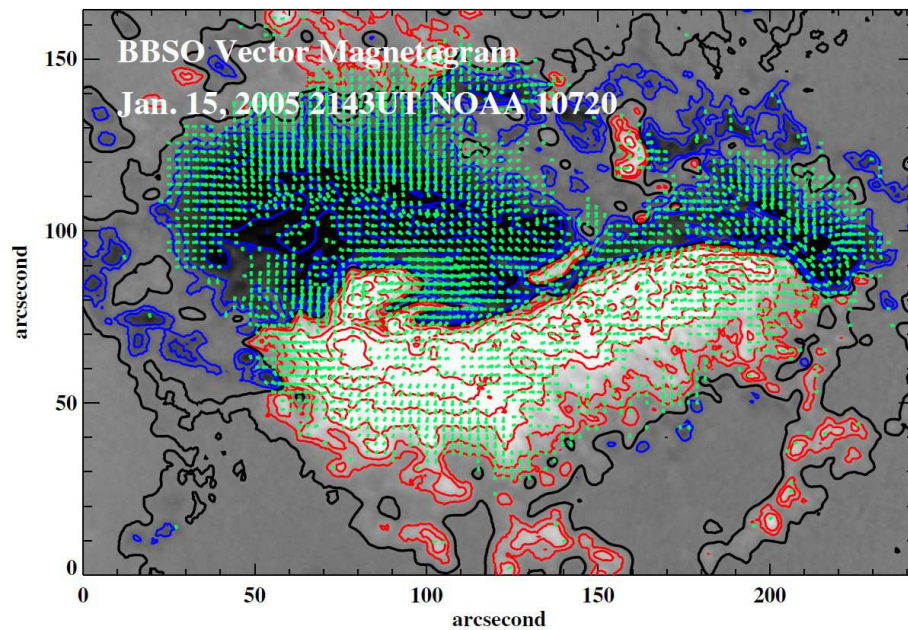 BBSO Vector Magnetogram
Jan. 15, 2005 2143UT NOAA 10720
150
100
50
0
arcsecond
0 50 100 150 200
arcsecond